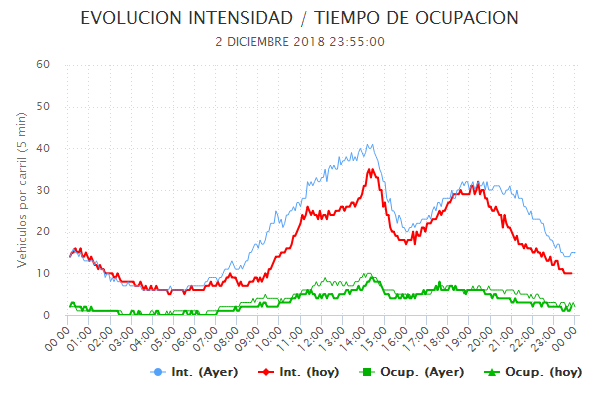 EVOLUCION INTENSIDAD / TIEMPO DE OCUPACION
2 DICIEMBRE 2018 23:55:00
Vehiculos por carril (5 min)
60
50
40
30
20
10
0
00:00 01:00 02:00 03:00 04:00 05:00 06:00 07:00 08:00 09:00 10:00 11:00 12:00 13:00 14:00 15:00 16:00 17:00 18:00 19:00 20:00 21:00 22:00 23:00 00:00
Int. (Ayer) Int. (hoy) Ocup. (Ayer) Ocup. (hoy)